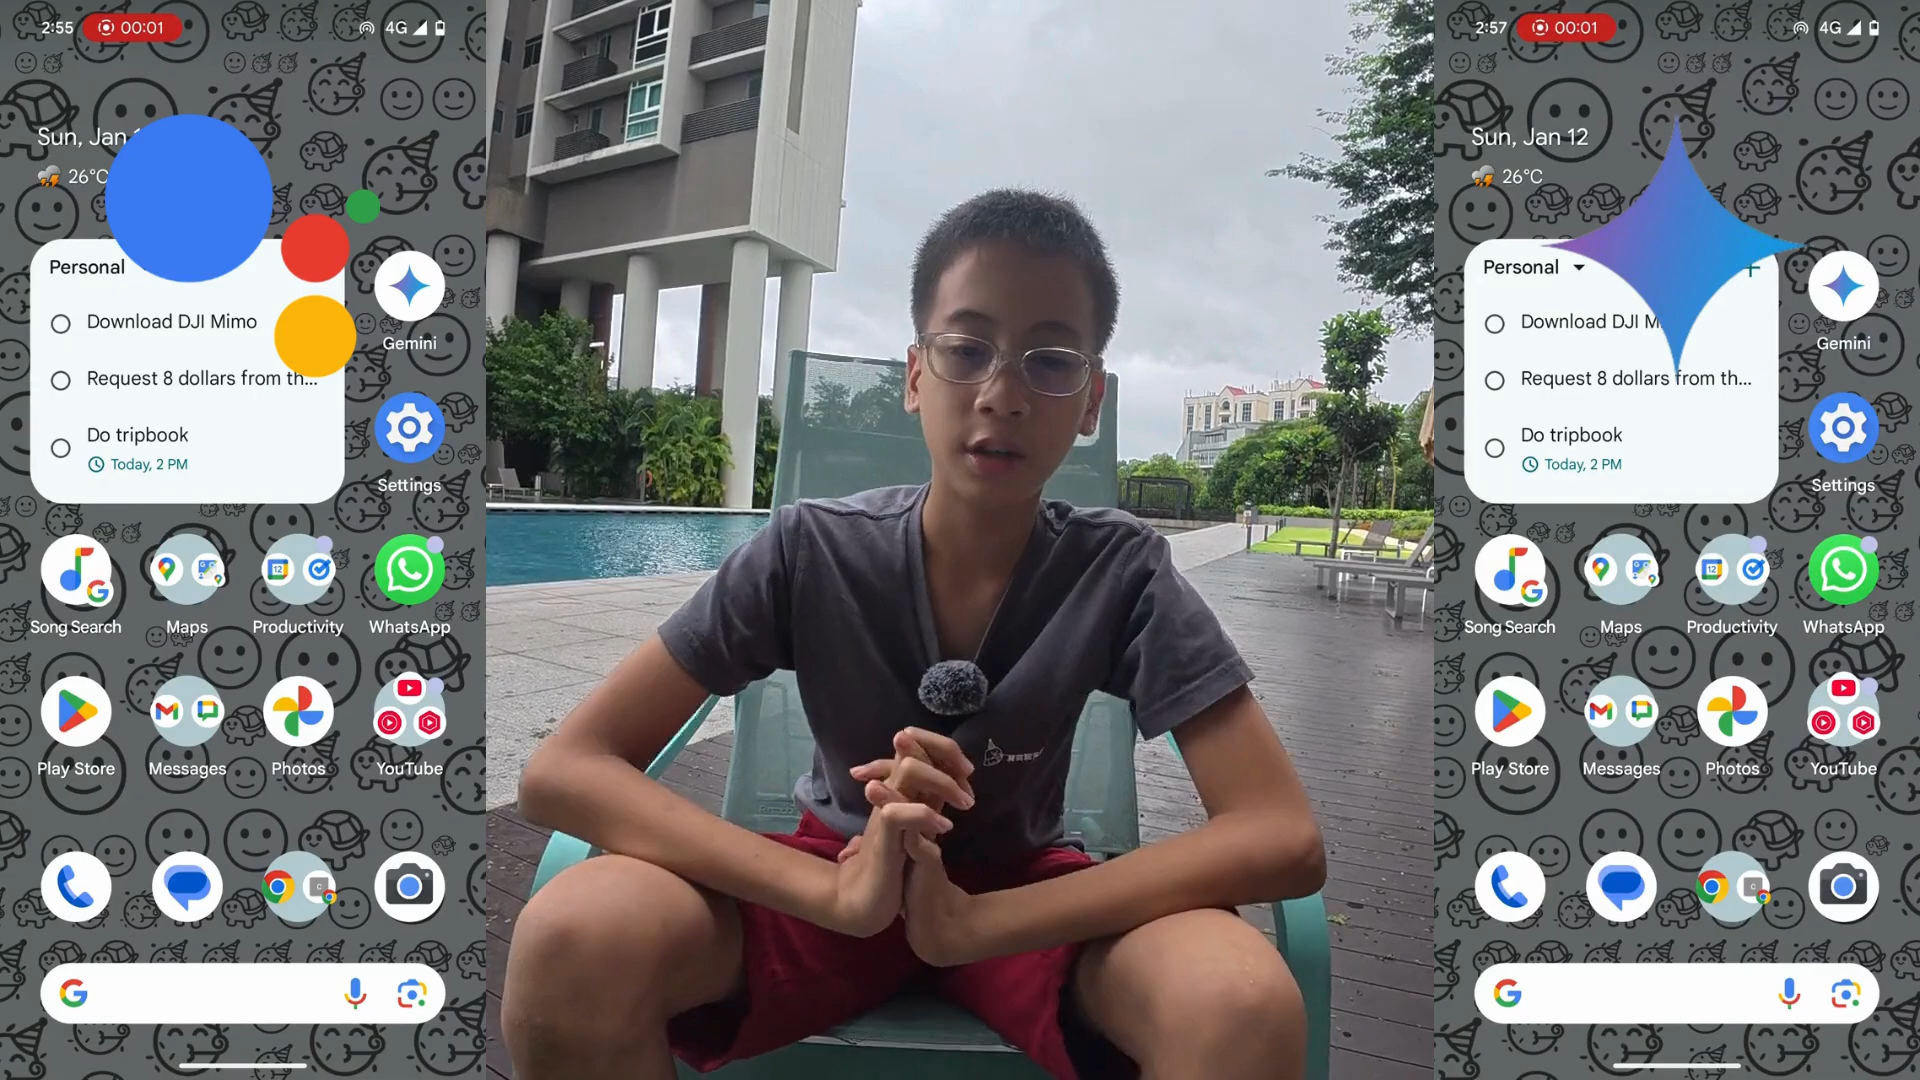 2:55 00:01 4G
Sun, Jan
26°C
Personal
Download DJI Mimo
Request 8 dollars from th...
Do tripbook
Today, 2 PM
Gemini
Settings
Song Search
Maps
12
Productivity
WhatsApp
Play Store
Messages
Photos
YouTube
C
G
2:57 00:01 4G
Sun, Jan 12
26°C
Personal
Download DJI M
Request 8 dollars from th...
Do tripbook
Today, 2 PM
Gemini
Settings
Song Search
Maps
12
Productivity
WhatsApp
Play Store
Messages
Photos
YouTube
C
G